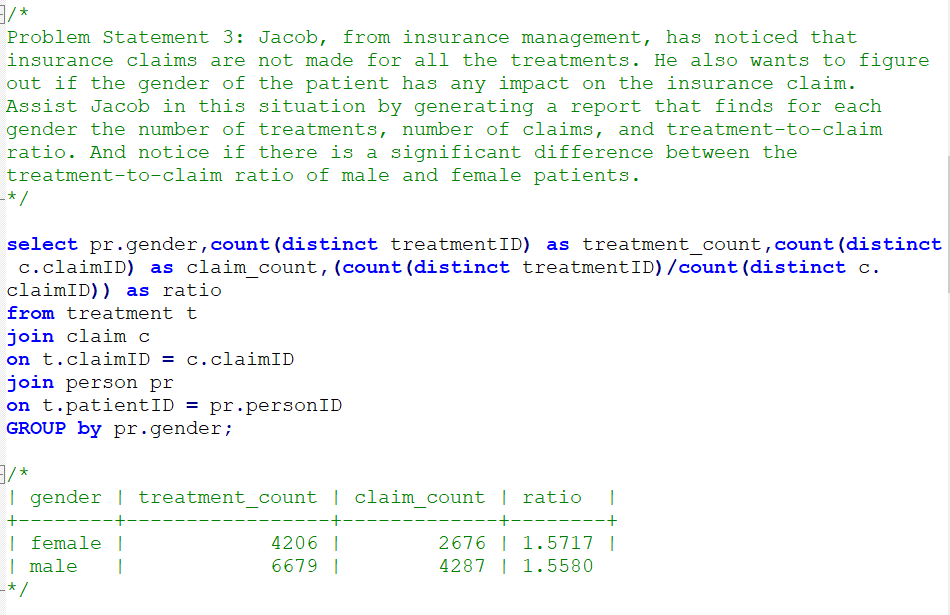 /*
Problem Statement 3: Jacob, from insurance management, has noticed that
insurance claims are not made for all the treatments. He also wants to figure
out if the gender of the patient has any impact on the insurance claim.
Assist Jacob in this situation by generating a report that finds for each
gender the number of treatments, number of claims, and treatment-to-claim
ratio. And notice if there is a significant difference between the
treatment-to-claim ratio of male and female patients.
*/
select pr.gender,count(distinct treatmentID) as treatment_count,count(distinct
c.claimID) as claim_count,(count(distinct treatmentID)/count(distinct c.
claimID)) as ratio
from treatment t
join claim c
on t.claimID = c.claimID
join person pr
on t.patientID = pr.personID
GROUP by pr.gender;
/*
| gender | treatment_count | claim_count | ratio  |
+--------+-----------------+-------------+--------+
| female |            4206 |        2676 | 1.5717 |
| male   |            6679 |        4287 | 1.5580
*/